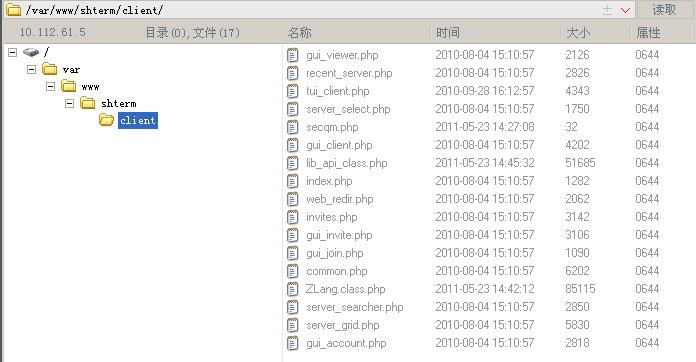 /var/www/shterm/client/ 读取
10.112.61.5 目录(0),文件(17) 名称 时间 大小 属性
/
var
www
shterm
client
gui_viewer.php 2010-08-04 15:10:57 2126 0644
recent_server.php 2010-08-04 15:10:57 2826 0644
tui_client.php 2010-09-28 16:12:57 4343 0644
server_select.php 2010-08-04 15:10:57 1750 0644
secqm.php 2011-05-23 14:27:08 32 0644
gui_client.php 2010-08-04 15:10:57 4202 0644
lib_api_class.php 2011-05-23 14:45:32 51685 0644
index.php 2010-08-04 15:10:57 1282 0644
web_redir.php 2010-08-04 15:10:57 2062 0644
invites.php 2010-08-04 15:10:57 3142 0644
gui_invite.php 2010-08-04 15:10:57 3106 0644
gui_join.php 2010-08-04 15:10:57 1090 0644
common.php 2010-08-04 15:10:57 6202 0644
ZLang.class.php 2011-05-23 14:42:12 85115 0644
server_searcher.php 2010-08-04 15:10:57 2850 0644
server_grid.php 2010-08-04 15:10:57 5830 0644
gui_account.php 2010-08-04 15:10:57 2818 0644